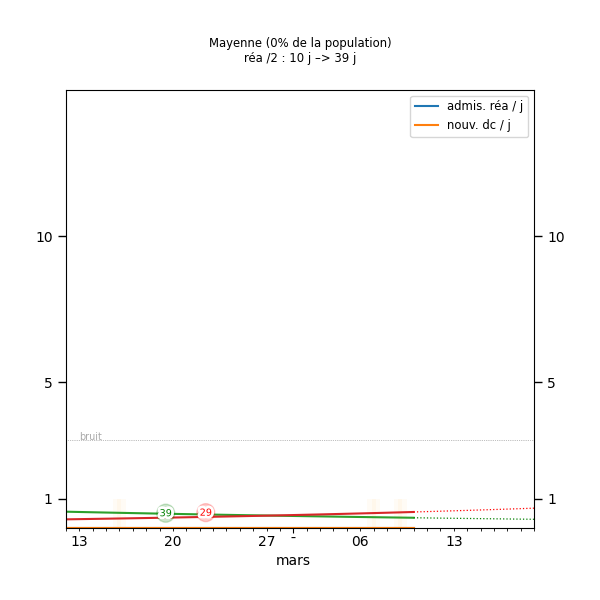 Mayenne (0% de la population)
réa /2 : 10 j –> 39 j
admis. réa / j
nouv. dc / j
10 10
5 5
bruit
1 1
39 29
13 20 27 - 06 13
mars